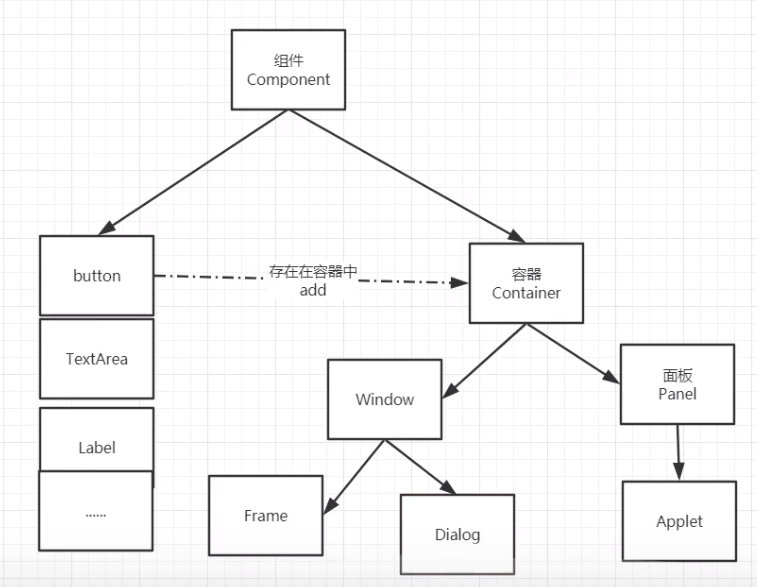 组件
Component
button
存在在容器中
add
容器
Container
TextArea
Window
面板
Panel
Label
......
Frame
Dialog
Applet